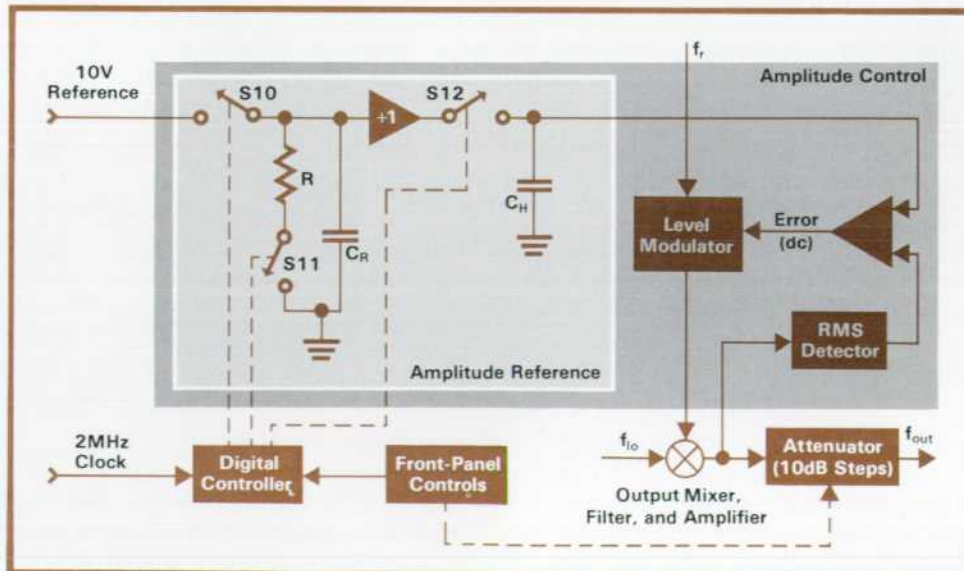 10V
Reference
S10
+1
S12
f_r
Amplitude Control
R
C_R
S11
C_H
Level
Modulator
Error
(dc)
RMS
Detector
Amplitude Reference
2MHz
Clock
Digital
Controller
Front-Panel
Controls
f_lo
Output Mixer,
Filter, and Amplifier
Attenuator
(10dB Steps)
f_out